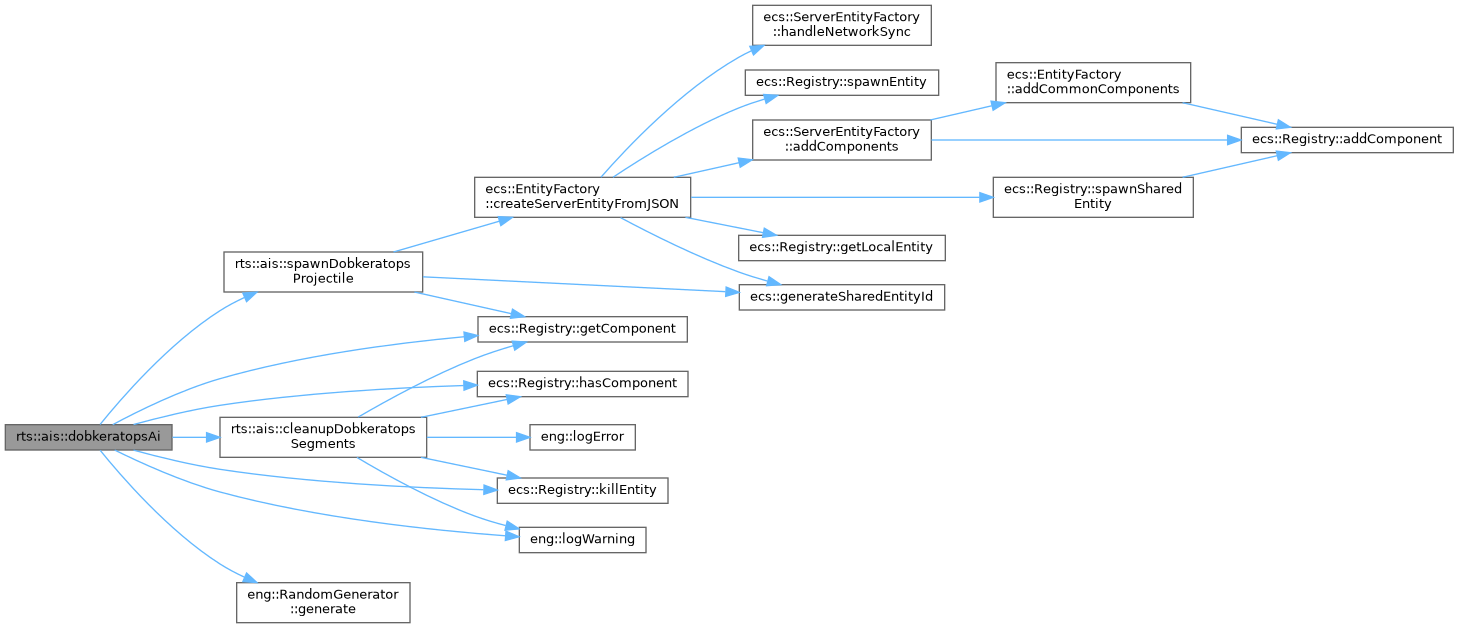 ecs::ServerEntityFactory
::handleNetworkSync
ecs::Registry::spawnEntity
ecs::EntityFactory
::addCommonComponents
ecs::ServerEntityFactory
::addComponents
ecs::Registry::addComponent
ecs::EntityFactory
::createServerEntityFromJSON
ecs::Registry::spawnShared
Entity
ecs::Registry::getLocalEntity
rts::ais::spawnDobkeratops
Projectile
ecs::generateSharedEntityId
ecs::Registry::getComponent
ecs::Registry::hasComponent
rts::ais::dobkeratopsAi
rts::ais::cleanupDobkeratops
Segments
eng::logError
ecs::Registry::killEntity
eng::logWarning
eng::RandomGenerator
::generate